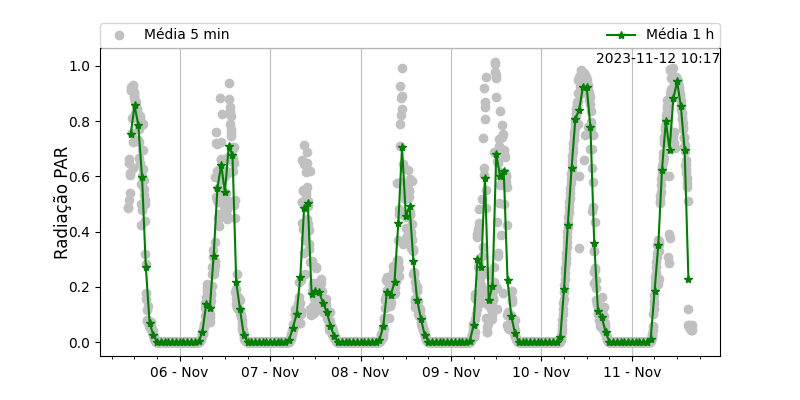 Média 5 min
Média 1 h
2023-11-12 10:17
Radiação PAR
1.0
0.8
0.6
0.4
0.2
0.0
06 - Nov
07 - Nov
08 - Nov
09 - Nov
10 - Nov
11 - Nov